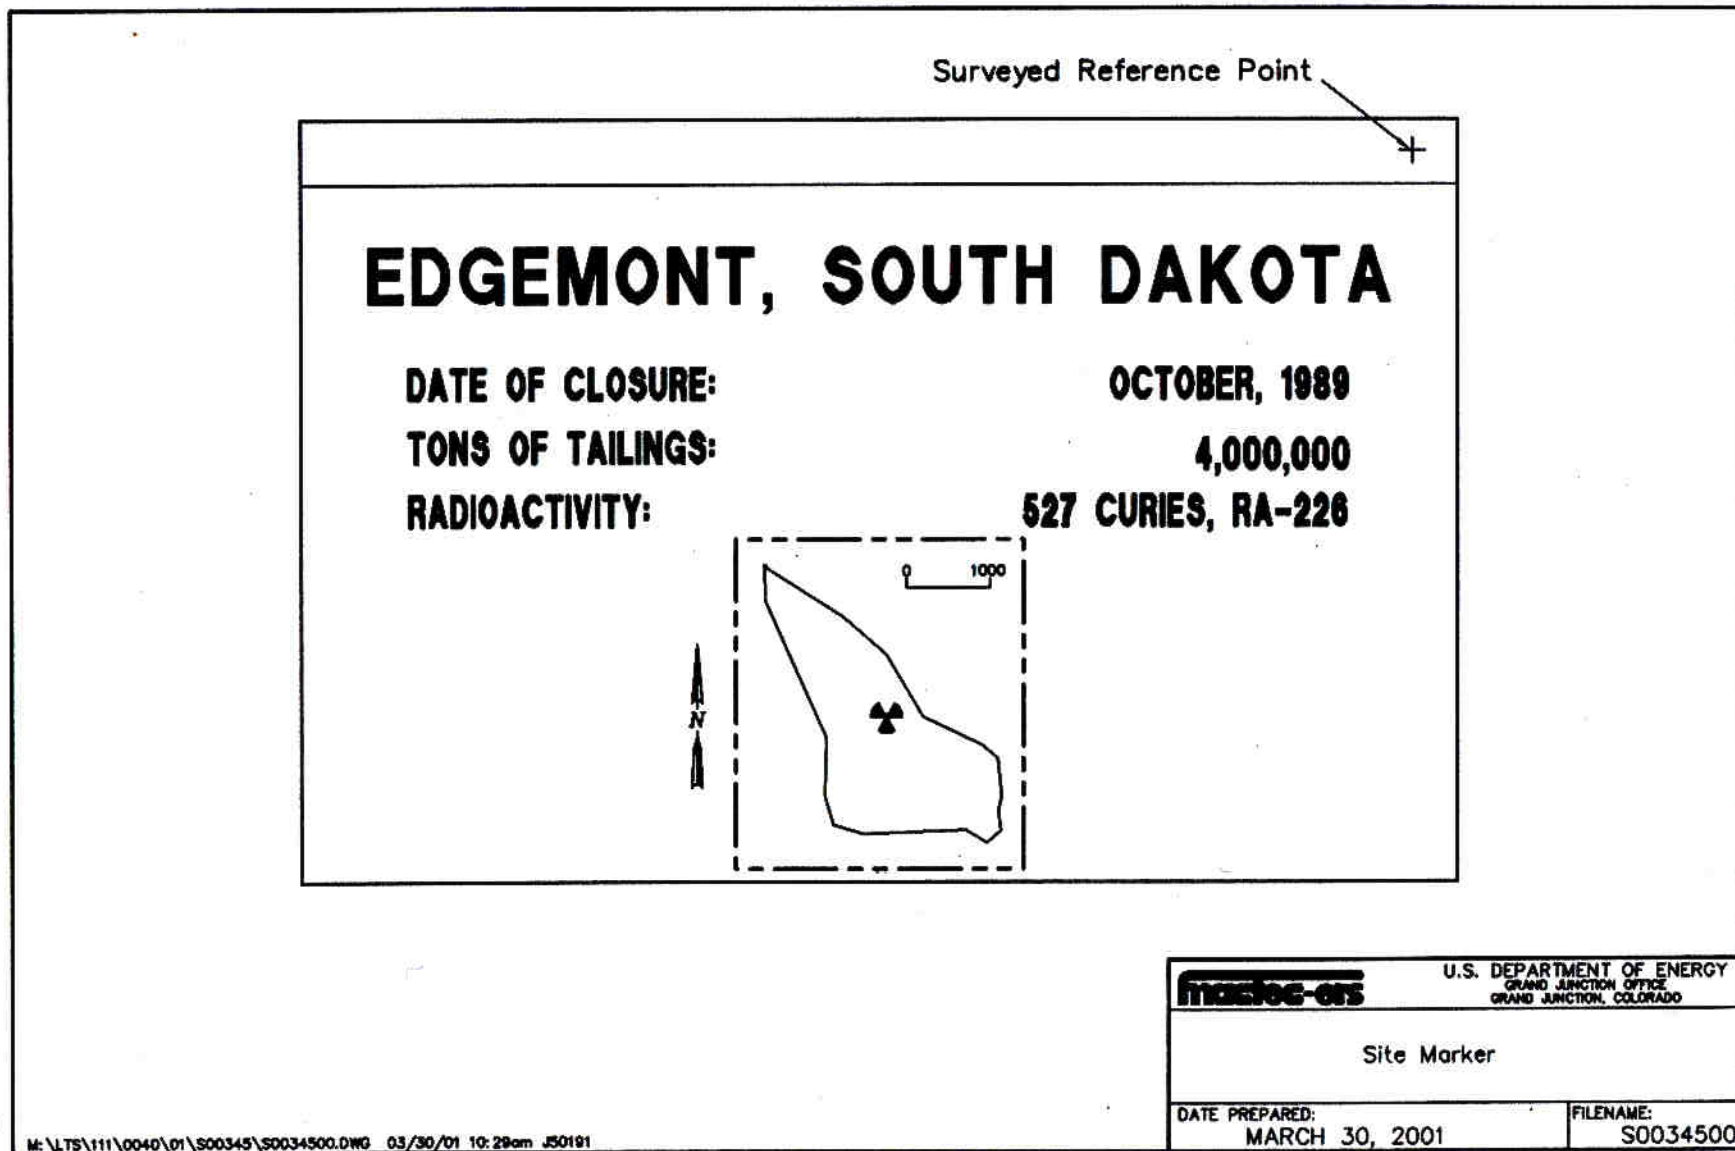 Surveyed Reference Point
EDGEMONT, SOUTH DAKOTA
DATE OF CLOSURE: OCTOBER, 1989
TONS OF TAILINGS: 4,000,000
RADIOACTIVITY: 527 CURIES, RA-226
0 1000
N
mactec-ers
U.S. DEPARTMENT OF ENERGY
GRAND JUNCTION OFFICE
GRAND JUNCTION, COLORADO
Site Marker
DATE PREPARED:
MARCH 30, 2001
FILENAME:
S0034500
M:\LTS\111\0040\01\S00345\S0034500.DWG 03/30/01 10:29am J50191